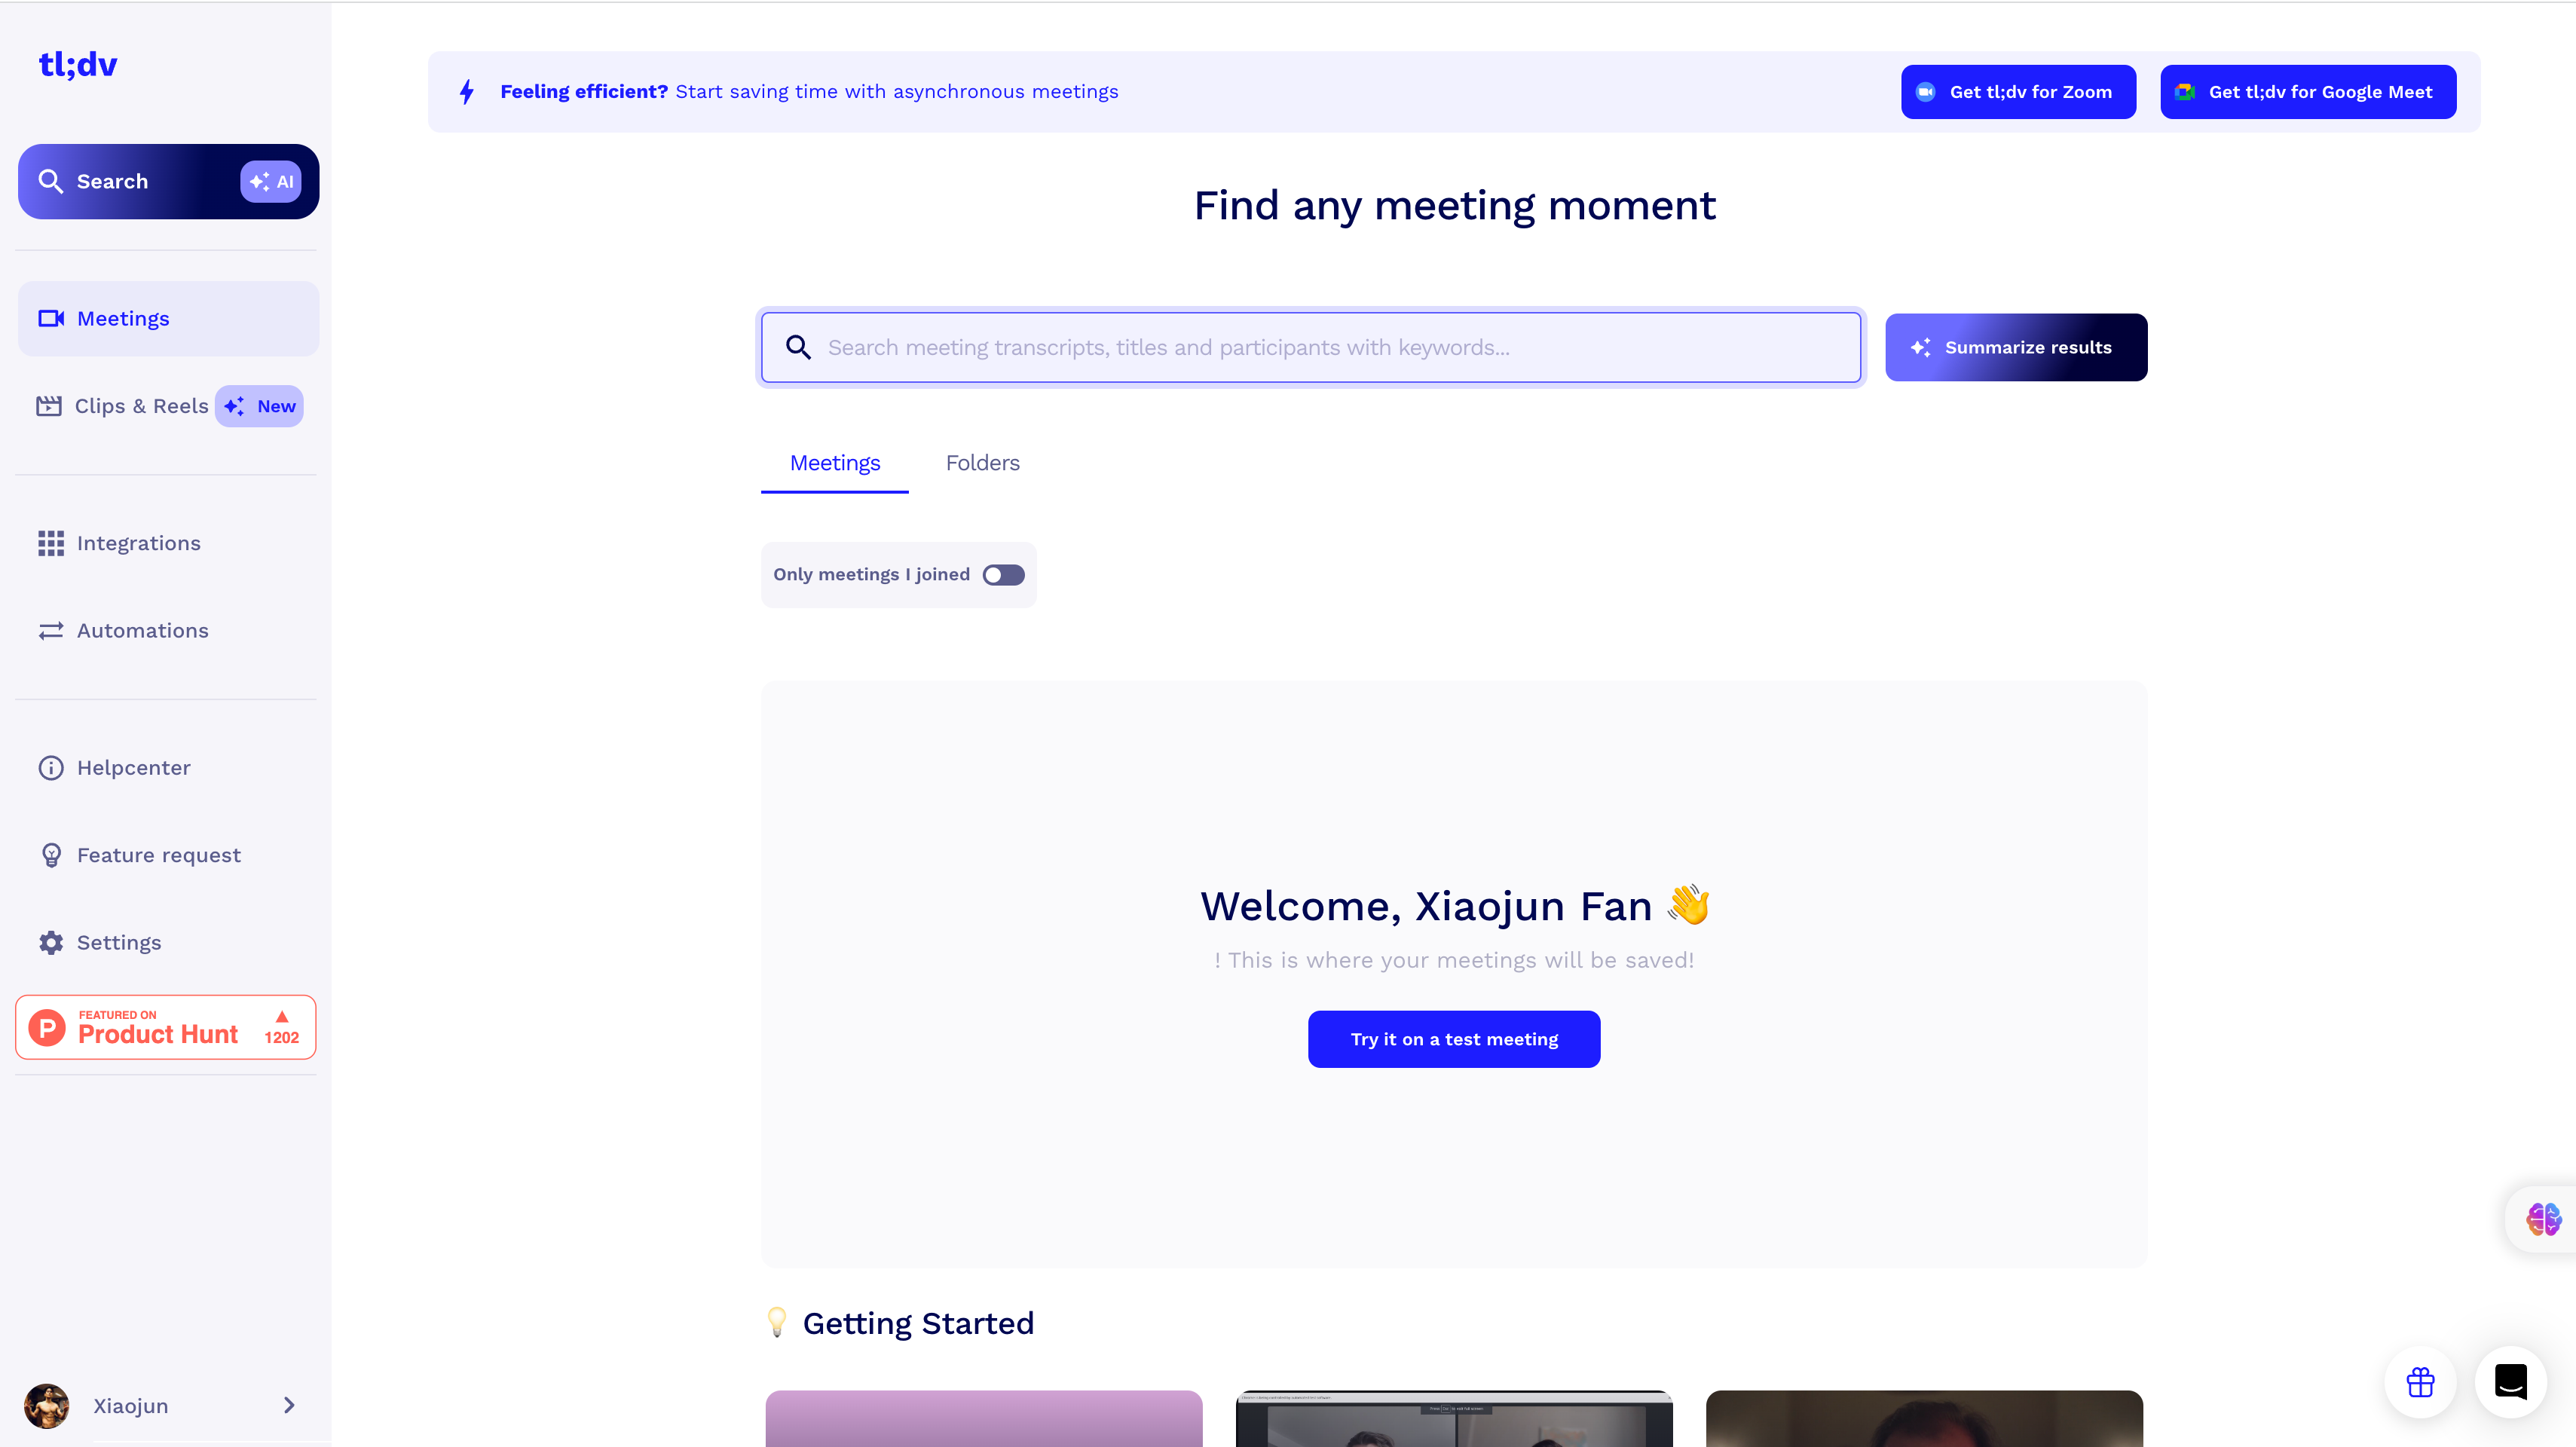 tl;dv
Search
AI
Meetings
Clips & Reels
New
Integrations
Automations
Helpcenter
Feature request
Settings
FEATURED ON
Product Hunt
1202
Xiaojun
Feeling efficient? Start saving time with asynchronous meetings
Get tl;dv for Zoom
Get tl;dv for Google Meet
Find any meeting moment
Search meeting transcripts, titles and participants with keywords...
Summarize results
Meetings
Folders
Only meetings I joined
Welcome, Xiaojun Fan 👋
! This is where your meetings will be saved!
Try it on a test meeting
💡 Getting Started